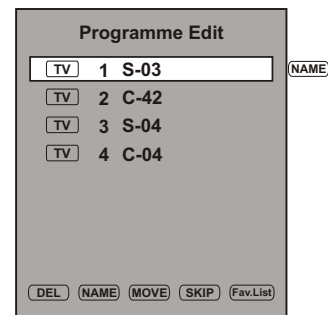 Programme Edit
TV 1 S-03 NAME
TV 2 C-42
TV 3 S-04
TV 4 C-04
DEL NAME MOVE SKIP Fav.List